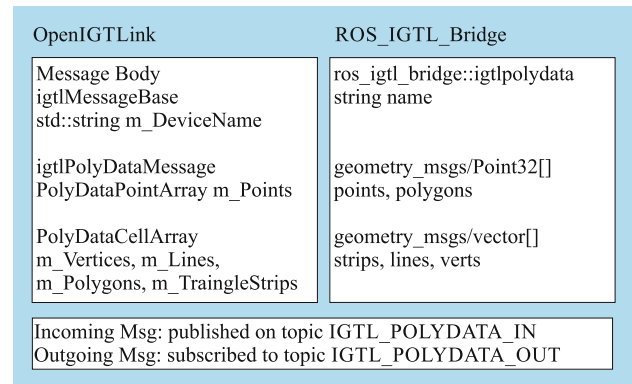 OpenIGTLink
ROS_IGTL_Bridge
Message Body
igtlMessageBase
std::string m_DeviceName
igtlPolyDataMessage
PolyDataPointArray m_Points
PolyDataCellArray
m_Vertices, m_Lines,
m_Polygons, m_TraingleStrips
ros_igtl_bridge::igtlpolydata
string name
geometry_msgs/Point32[]
points, polygons
geometry_msgs/vector[]
strips, lines, verts
Incoming Msg: published on topic IGTL_POLYDATA_IN
Outgoing Msg: subscribed to topic IGTL_POLYDATA_OUT